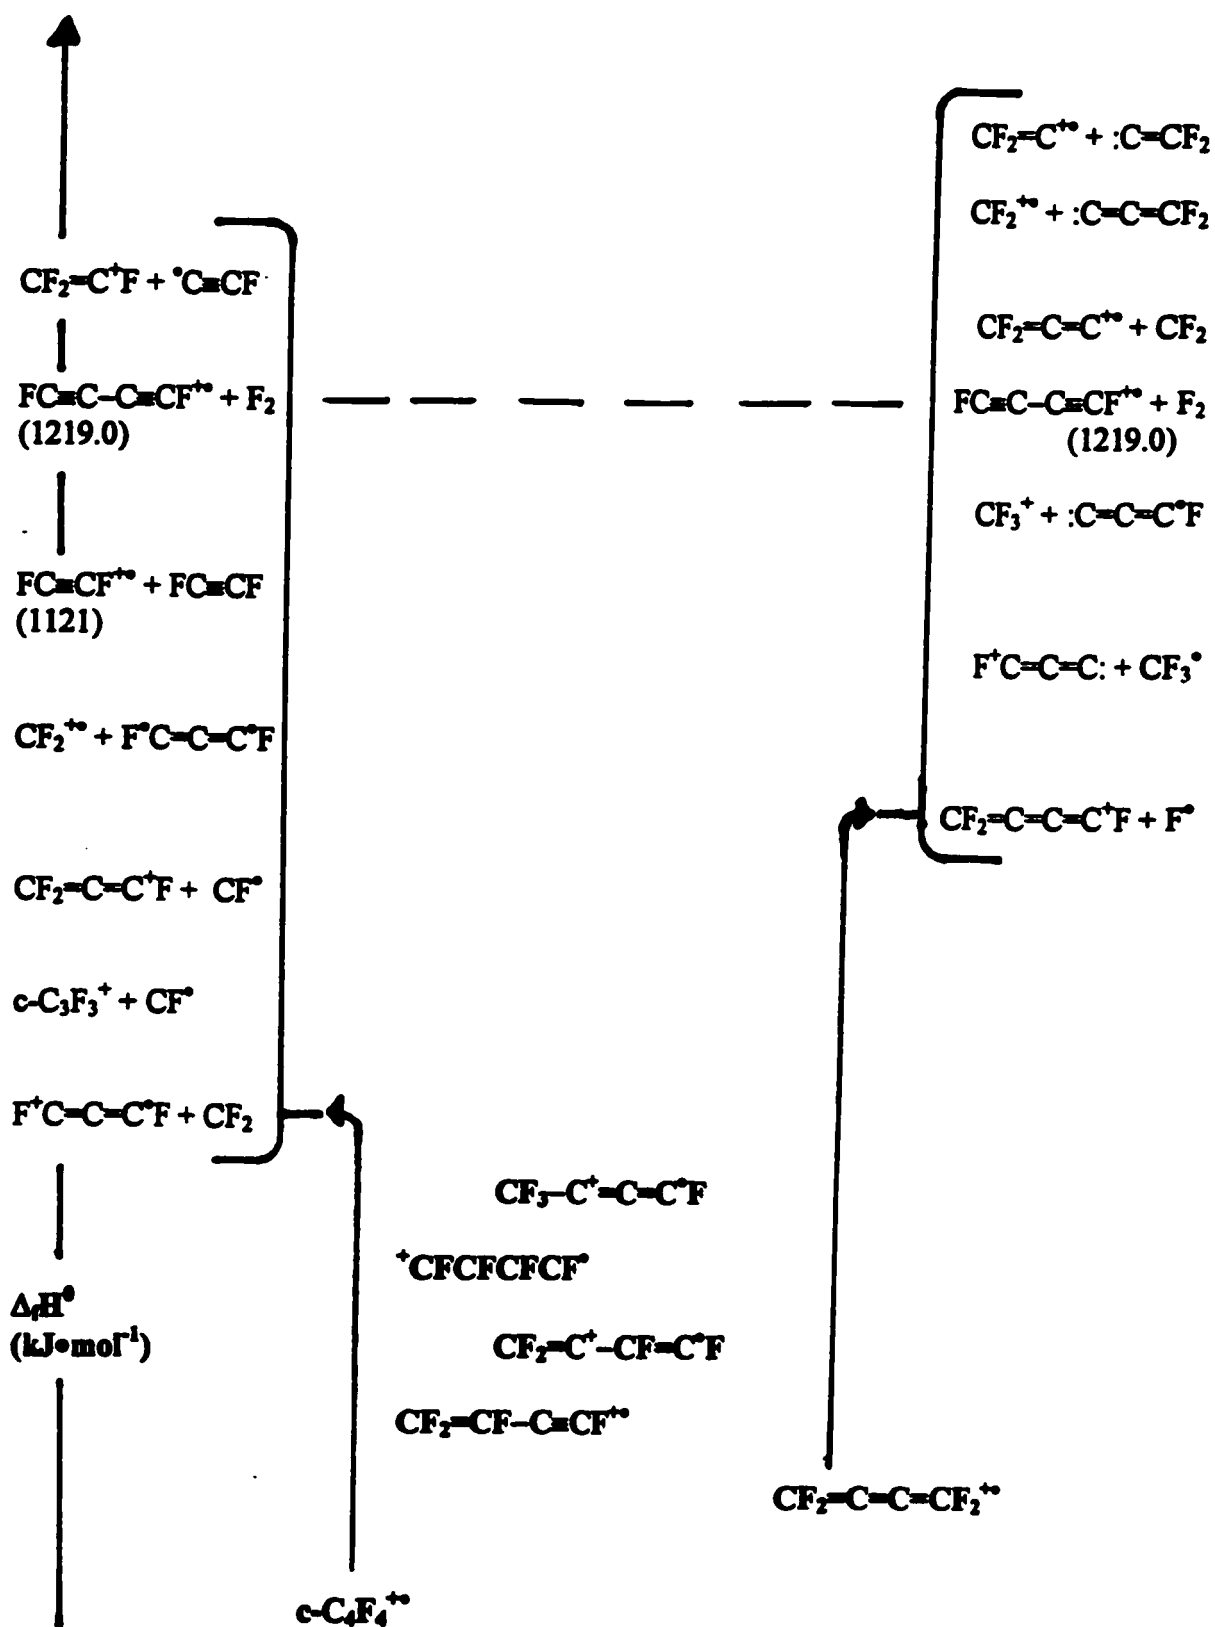 CF₂=C⁺F + •C≡CF
FC≡C–C≡CF⁺• + F₂
(1219.0)
FC≡CF⁺• + FC≡CF
(1121)
CF₂⁺• + F•C=C=C•F
CF₂=C=C⁺F + CF•
c-C₃F₃⁺ + CF•
F⁺C=C=C•F + CF₂
ΔfH⁰
(kJ•mol⁻¹)
CF₃–C⁺=C=C•F
⁺CFCFCFCF•
CF₂=C⁺–CF=C•F
CF₂=CF–C≡CF⁺•
c-C₄F₄⁺•
CF₂=C⁺• + :C=CF₂
CF₂⁺• + :C=C=CF₂
CF₂=C=C⁺• + CF₂
FC≡C–C≡CF⁺• + F₂
(1219.0)
CF₃⁺ + :C=C=C•F
F⁺C=C=C: + CF₃•
CF₂=C=C=C⁺F + F•
CF₂=C=C=CF₂⁺•